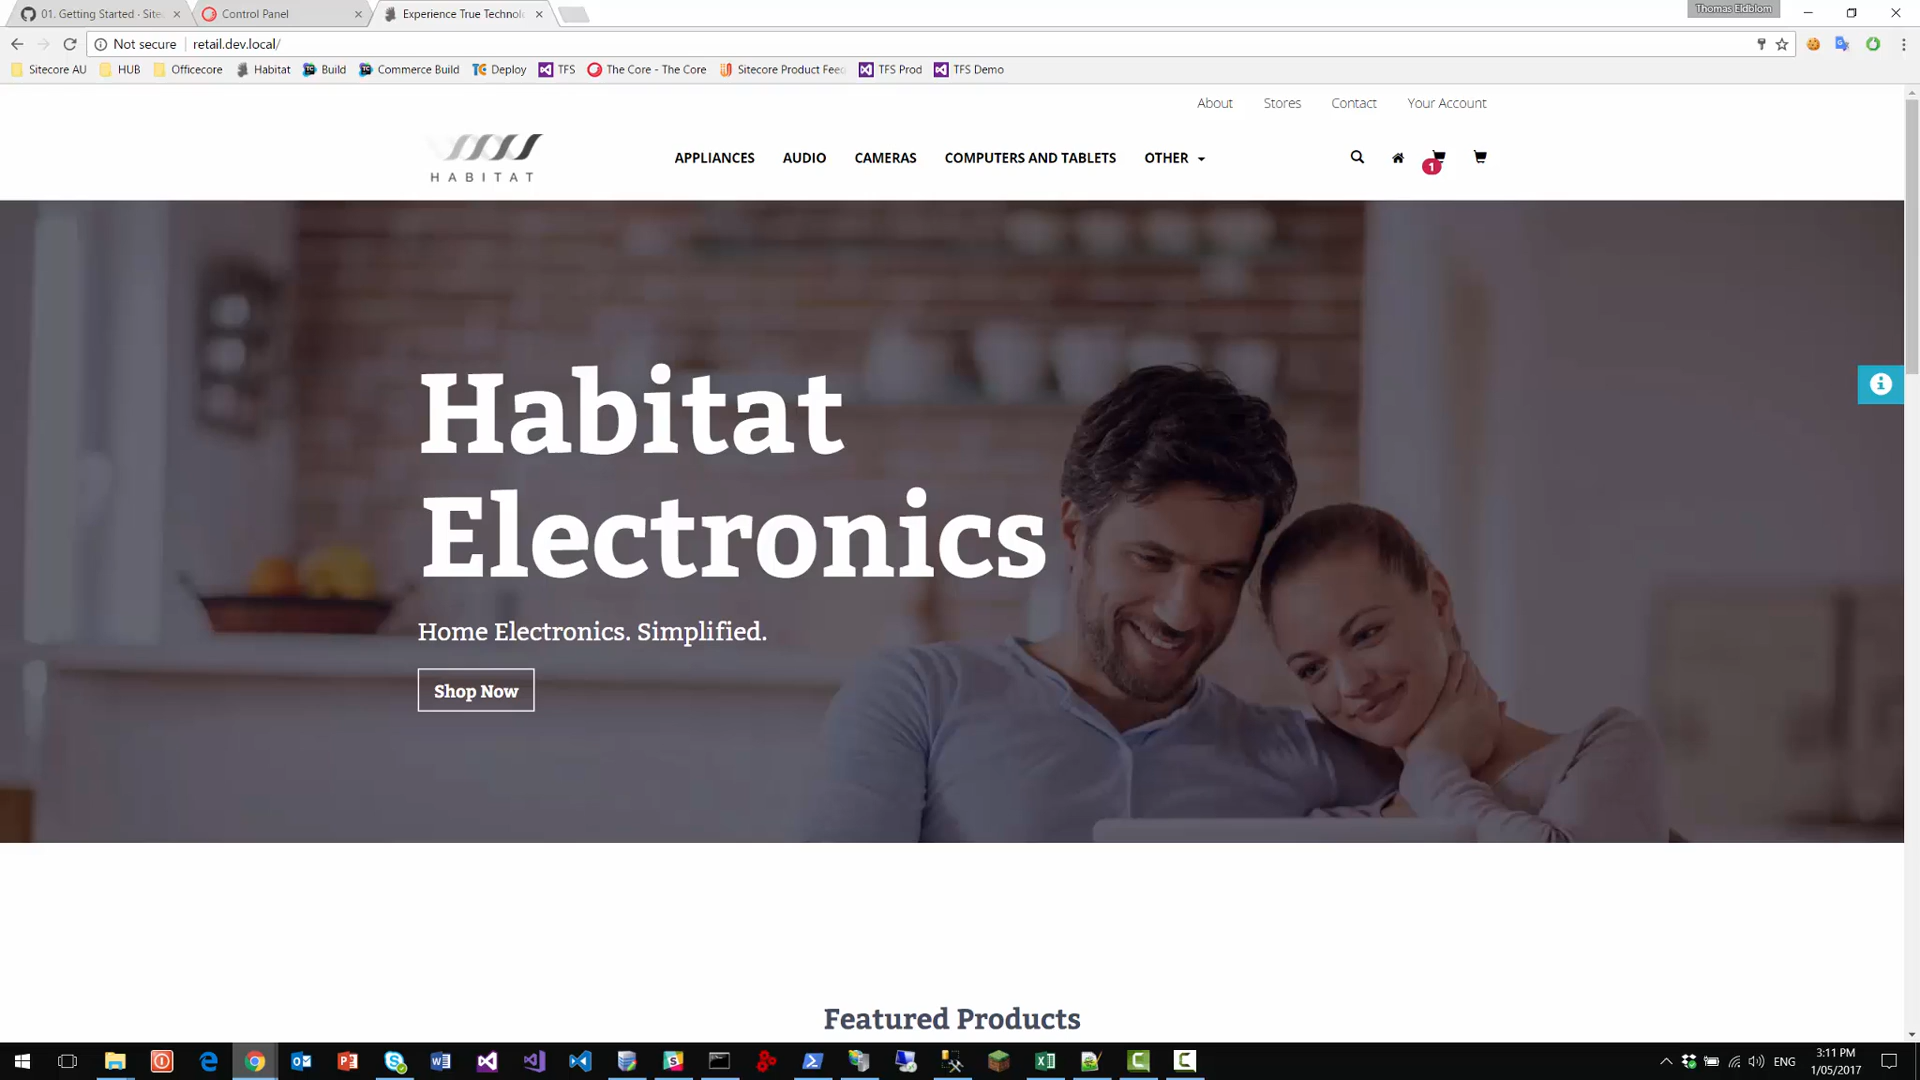 01. Getting Started · Site
Control Panel
Experience True Technol
Thomas Eldblom
Not secure
retail.dev.local/
Sitecore AU
HUB
Officecore
Habitat
Build
Commerce Build
Deploy
TFS
The Core - The Core
Sitecore Product Feed
TFS Prod
TFS Demo
About
Stores
Contact
Your Account
HABITAT
APPLIANCES
AUDIO
CAMERAS
COMPUTERS AND TABLETS
OTHER
1
Habitat
Electronics
Home Electronics. Simplified.
Shop Now
Featured Products
ENG
3:11 PM
1/05/2017